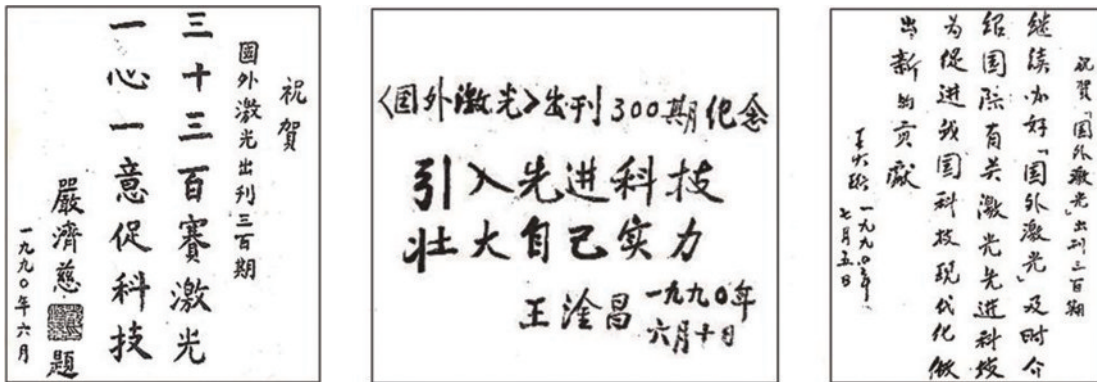 祝賀
國外激光出刊三百期
三十三百賽激光
一心一意促科技
嚴濟慈 題
一九九〇年六月
《国外激光》出刊300期纪念
引入先进科技
壮大自己实力
王淦昌
一九九〇年
六月十日
祝贺「国外激光」出刊三百期
继续办好「国外激光」及时介
绍国际有关激光先进科技
为促进我国科技现代化做
出新的贡献
王大珩
一九九〇年
七月五日